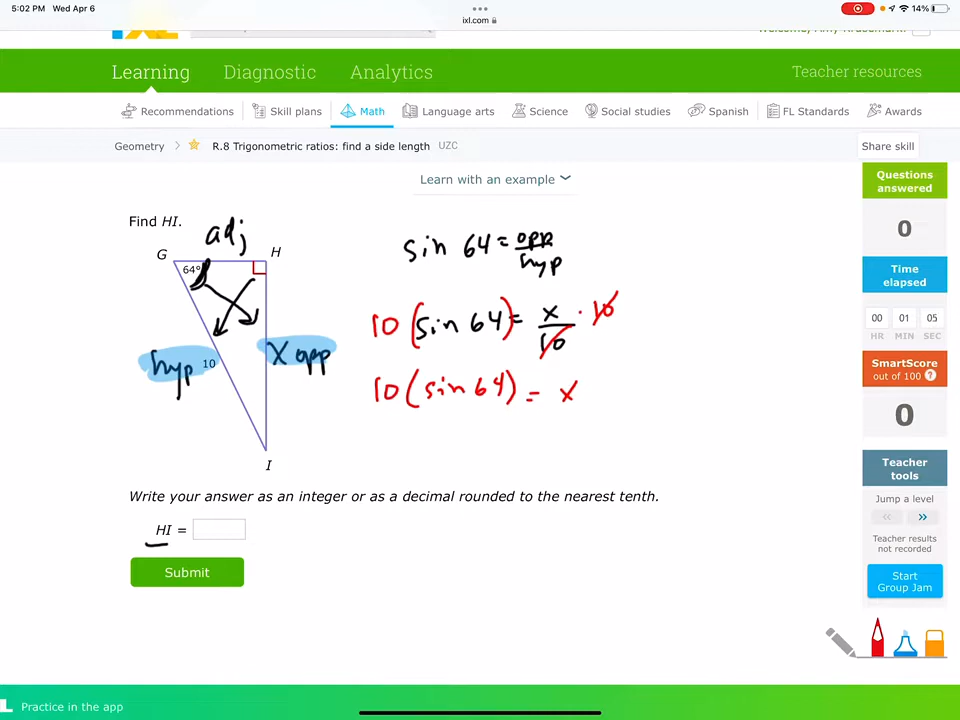 5:02 PM Wed Apr 6
ixl.com
14%
Learning Diagnostic Analytics Teacher resources
Recommendations Skill plans Math Language arts Science Social studies Spanish FL Standards Awards
Geometry > R.8 Trigonometric ratios: find a side length UZC
Share skill
Learn with an example
Questions answered
0
Time elapsed
00 01 05
HR MIN SEC
SmartScore
out of 100 ?
0
Teacher tools
Jump a level
<< >>
Teacher results not recorded
Start Group Jam
Find HI.
adj
G H
64°
hyp 10 x opp
I
sin 64 = opp/hyp
10 (sin 64) = x/10 · 10
10 (sin 64) = x
Write your answer as an integer or as a decimal rounded to the nearest tenth.
HI =
Submit
Practice in the app